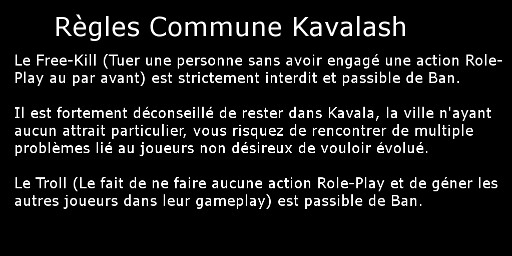 Règles Commune Kavalash
Le Free-Kill (Tuer une personne sans avoir engagé une action Role-
Play au par avant) est strictement interdit et passible de Ban.
Il est fortement déconseillé de rester dans Kavala, la ville n'ayant
aucun attrait particulier, vous risquez de rencontrer de multiple
problèmes lié au joueurs non désireux de vouloir évolué.
Le Troll (Le fait de ne faire aucune action Role-Play et de géner les
autres joueurs dans leur gameplay) est passible de Ban.